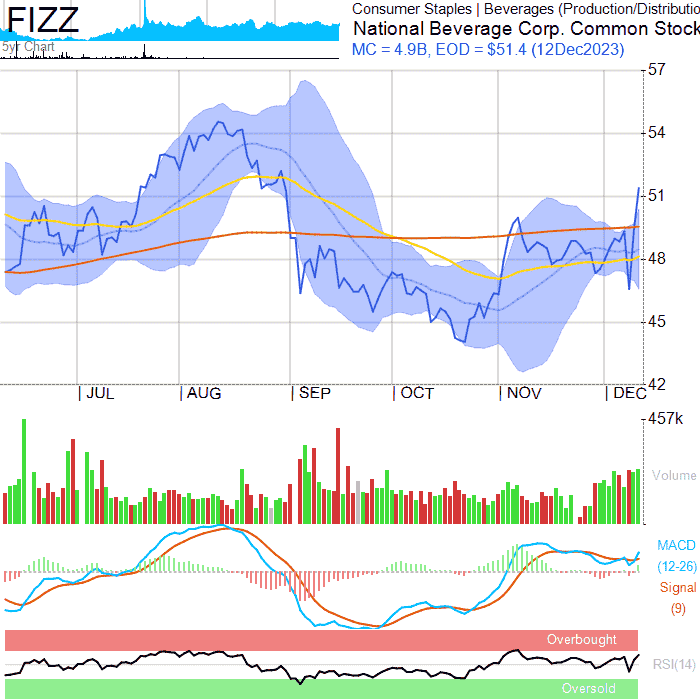 FIZZ
5yr Chart
Consumer Staples | Beverages (Production/Distributio
National Beverage Corp. Common Stock
MC = 4.9B, EOD = $51.4 (12Dec2023)
57
54
51
48
45
42
| JUL | AUG | SEP | OCT | NOV | DEC
457k
Volume
MACD
(12-26)
Signal
(9)
Overbought
RSI(14)
Oversold